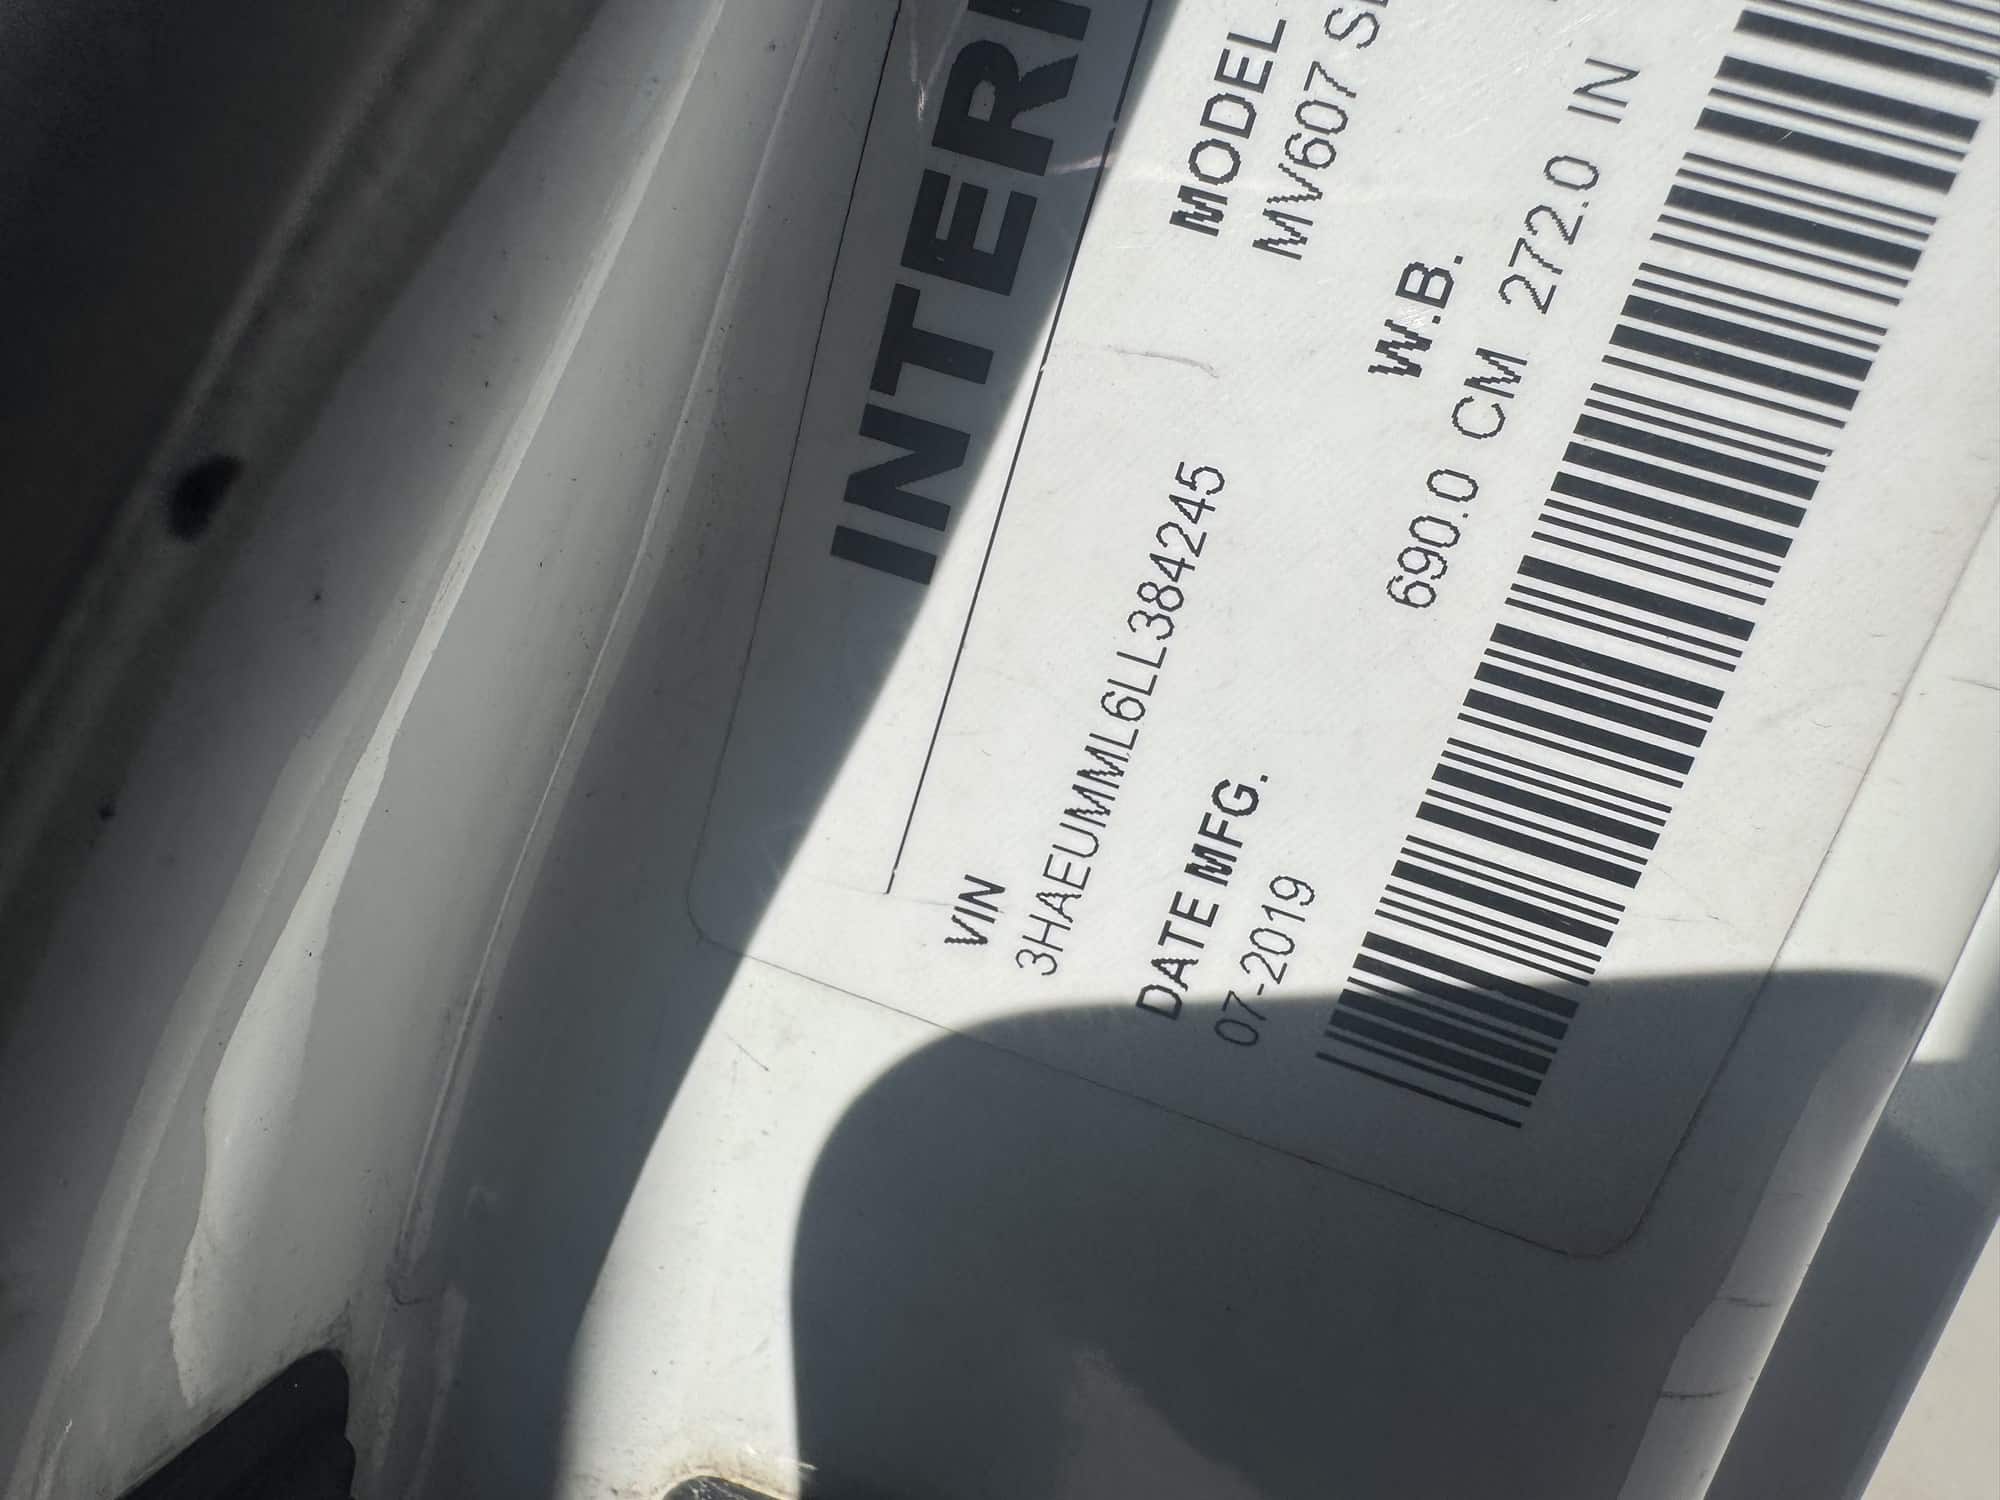 INTER
VIN
3HAEUMML6LL384245
MODEL
MV607
DATE MFG.
07-2019
W.B.
690.0 CM 272.0 IN